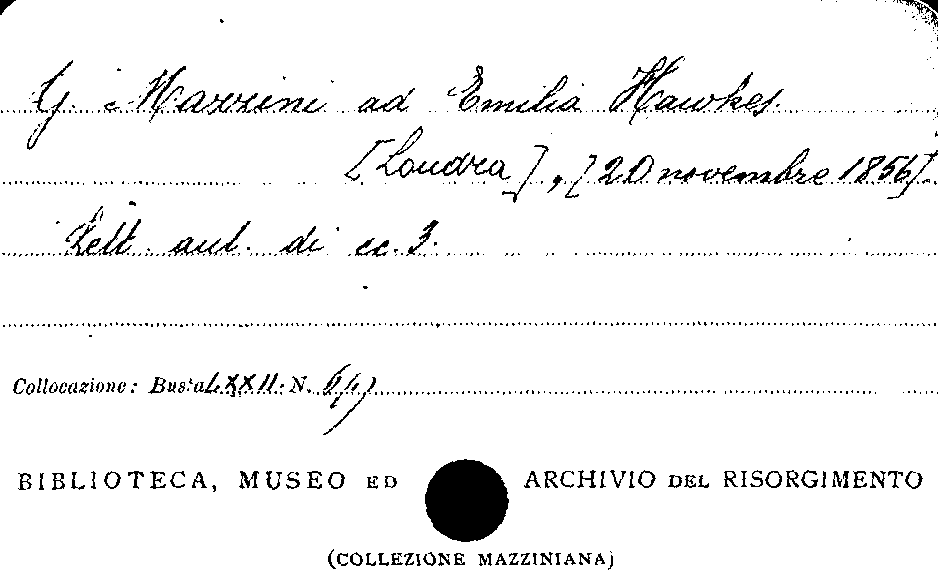 G. Mazzini ad Emilia Hawkes.
[Londra], [20 novembre 1856]
Lett. aut. di cc. 3.
Collocazione: Busta LXXII. N.
BIBLIOTECA, MUSEO ED ARCHIVIO DEL RISORGIMENTO
(COLLEZIONE MAZZINIANA)